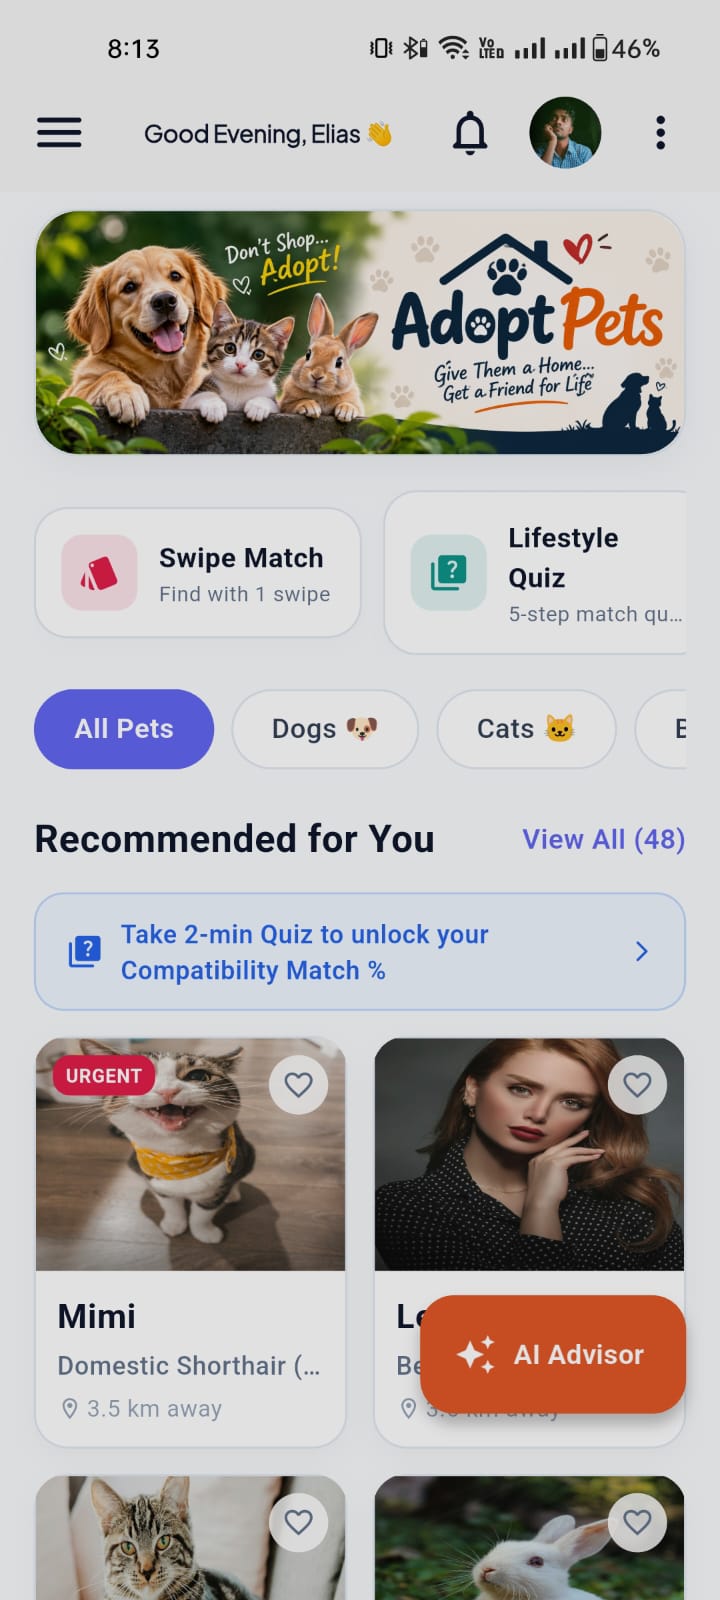 8:13
Vo
LTED
46%
Good Evening, Elias 👋
Don't Shop...
Adopt!
Adopt Pets
Give Them a Home...
Get a Friend for Life
Swipe Match
Find with 1 swipe
Lifestyle
Quiz
5-step match qu...
All Pets
Dogs 🐶
Cats 🐱
Recommended for You
View All (48)
Take 2-min Quiz to unlock your
Compatibility Match %
URGENT
Mimi
Domestic Shorthair (...
3.5 km away
AI Advisor